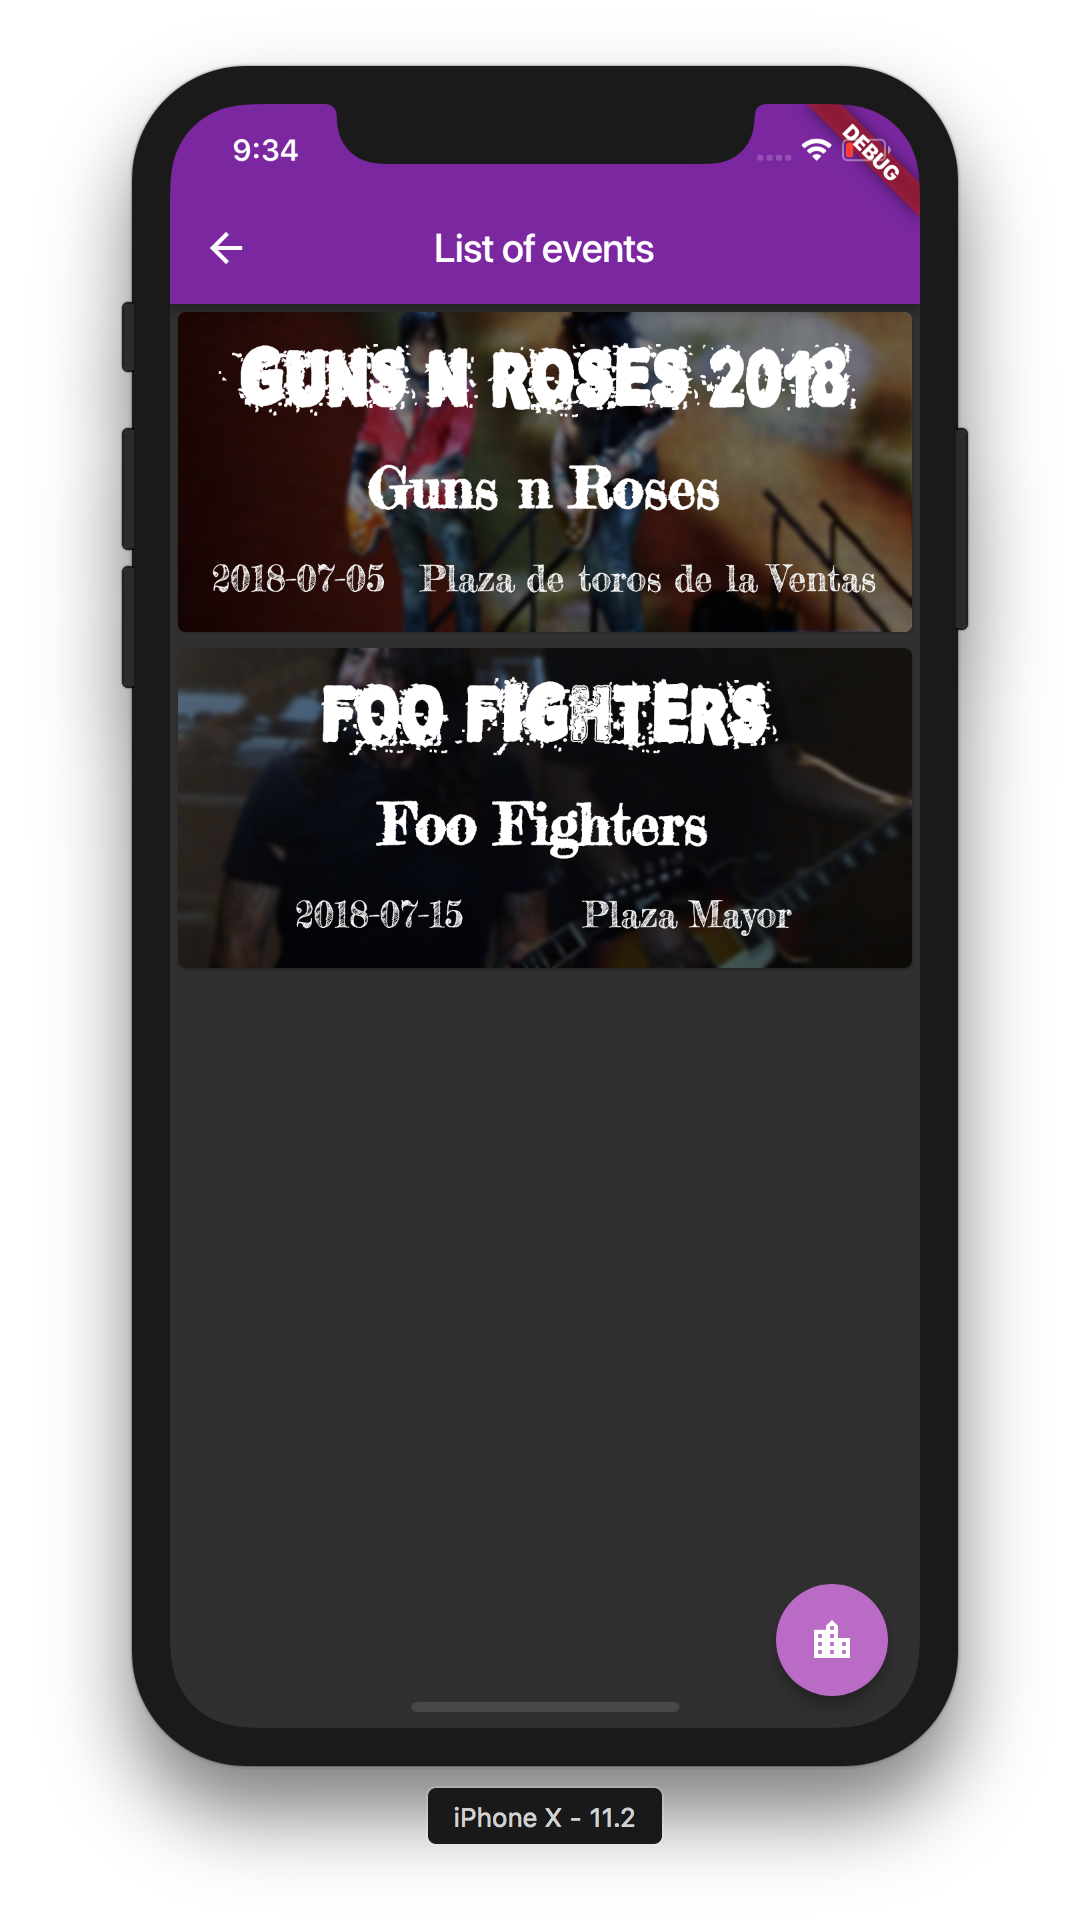 9:34
DEBUG
List of events
GUNS N ROSES 2018
Guns n Roses
2018-07-05 Plaza de toros de la Ventas
FOO FIGHTERS
Foo Fighters
2018-07-15 Plaza Mayor
iPhone X - 11.2